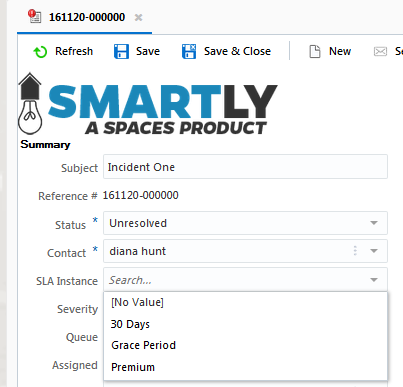 161120-000000
Refresh Save Save & Close New Se
SMARTLY
A SPACES PRODUCT
Summary
Subject Incident One
Reference # 161120-000000
Status * Unresolved
Contact * diana hunt
SLA Instance Search...
[No Value]
Severity 30 Days
Queue Grace Period
Assigned Premium